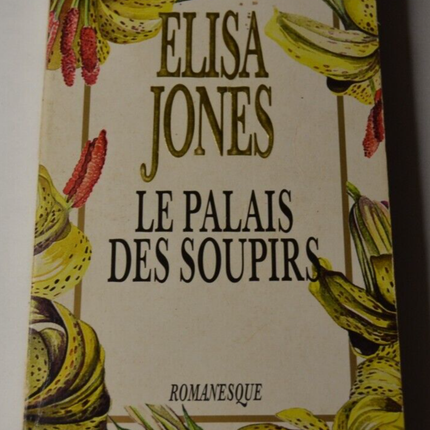 ELISA
JONES
LE PALAIS
DES SOUPIRS
ROMANESQUE